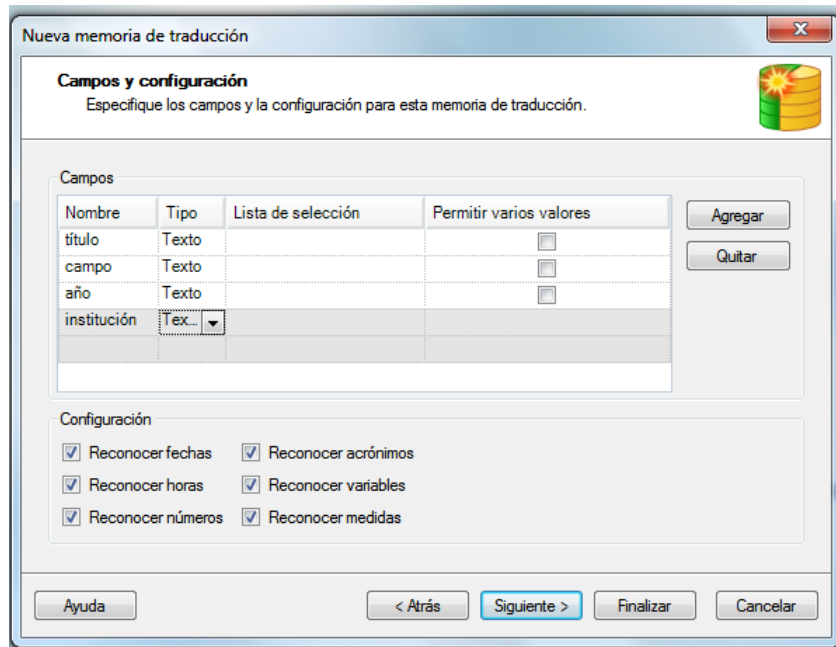 Nueva memoria de traducción
Campos y configuración
Especifique los campos y la configuración para esta memoria de traducción.
Campos
Nombre Tipo Lista de selección Permitir varios valores
título Texto
campo Texto
año Texto
institución Tex...
Agregar
Quitar
Configuración
Reconocer fechas Reconocer acrónimos
Reconocer horas Reconocer variables
Reconocer números Reconocer medidas
Ayuda < Atrás Siguiente > Finalizar Cancelar